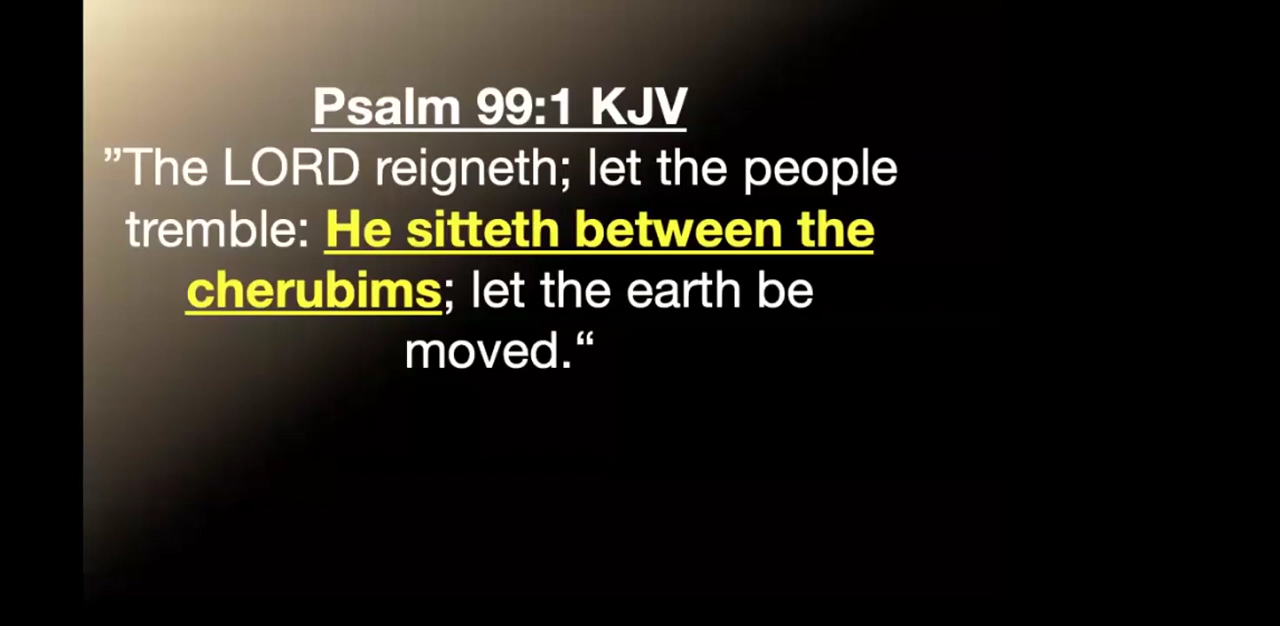 Psalm 99:1 KJV
”The LORD reigneth; let the people
tremble: He sitteth between the
cherubims; let the earth be
moved.“